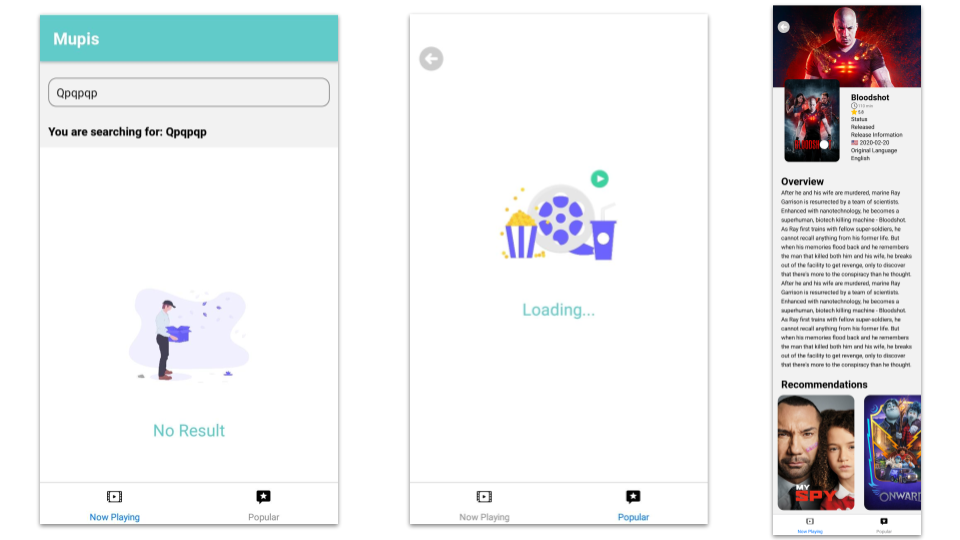 Mupis
Qpqpqp
You are searching for: Qpqpqp
No Result
Now Playing
Popular
Loading...
Now Playing
Popular
Bloodshot
110 min
Status
Released
Release Information
🇺🇸 2020-02-20
Original Language
English
Overview
After he and his wife are murdered, marine Ray
Garrison is resurrected by a team of scientists.
Enhanced with nanotechnology, he becomes a
superhuman, biotech killing machine - Bloodshot.
As Ray first trains with fellow super-soldiers, he
cannot recall anything from his former life. But
when his memories flood back and he remembers
the man that killed both him and his wife, he breaks
out of the facility to get revenge, only to discover
that there's more to the conspiracy than he thought.
After he and his wife are murdered, marine Ray
Garrison is resurrected by a team of scientists.
Enhanced with nanotechnology, he becomes a
superhuman, biotech killing machine - Bloodshot.
As Ray first trains with fellow super-soldiers, he
cannot recall anything from his former life. But
when his memories flood back and he remembers
the man that killed both him and his wife, he breaks
out of the facility to get revenge, only to discover
that there's more to the conspiracy than he thought.
Recommendations
MY
SPY
ONWARD
Now Playing
Popular